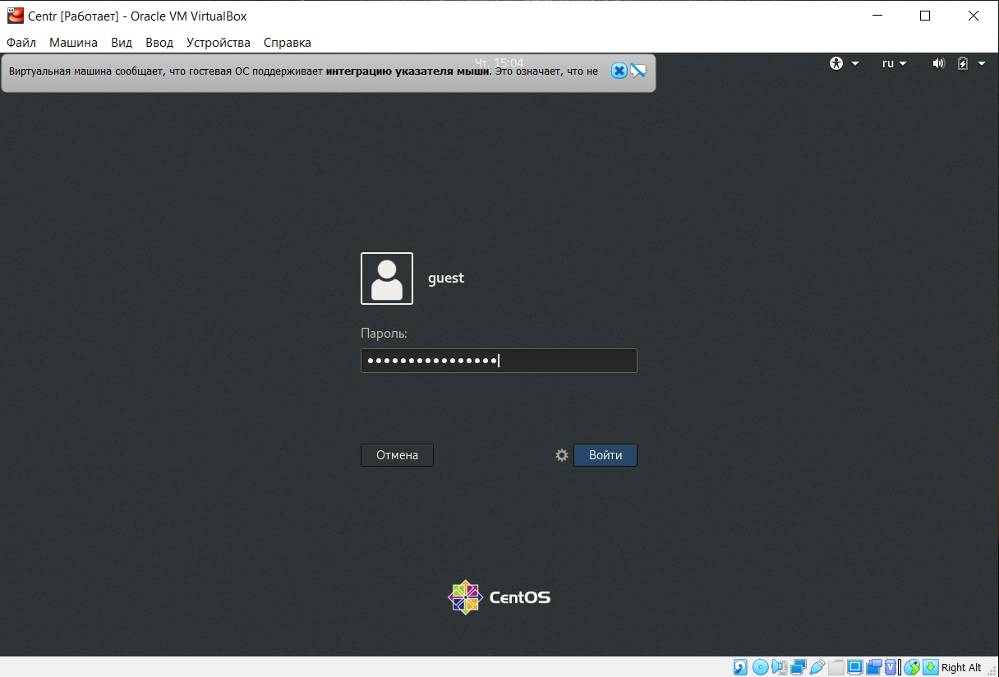 Centr [Работает] - Oracle VM VirtualBox
Файл Машина Вид Ввод Устройства Справка
Чт, 15:04
Виртуальная машина сообщает, что гостевая ОС поддерживает интеграцию указателя мыши. Это означает, что не
ru
guest
Пароль:
Отмена
Войти
CentOS
Right Alt